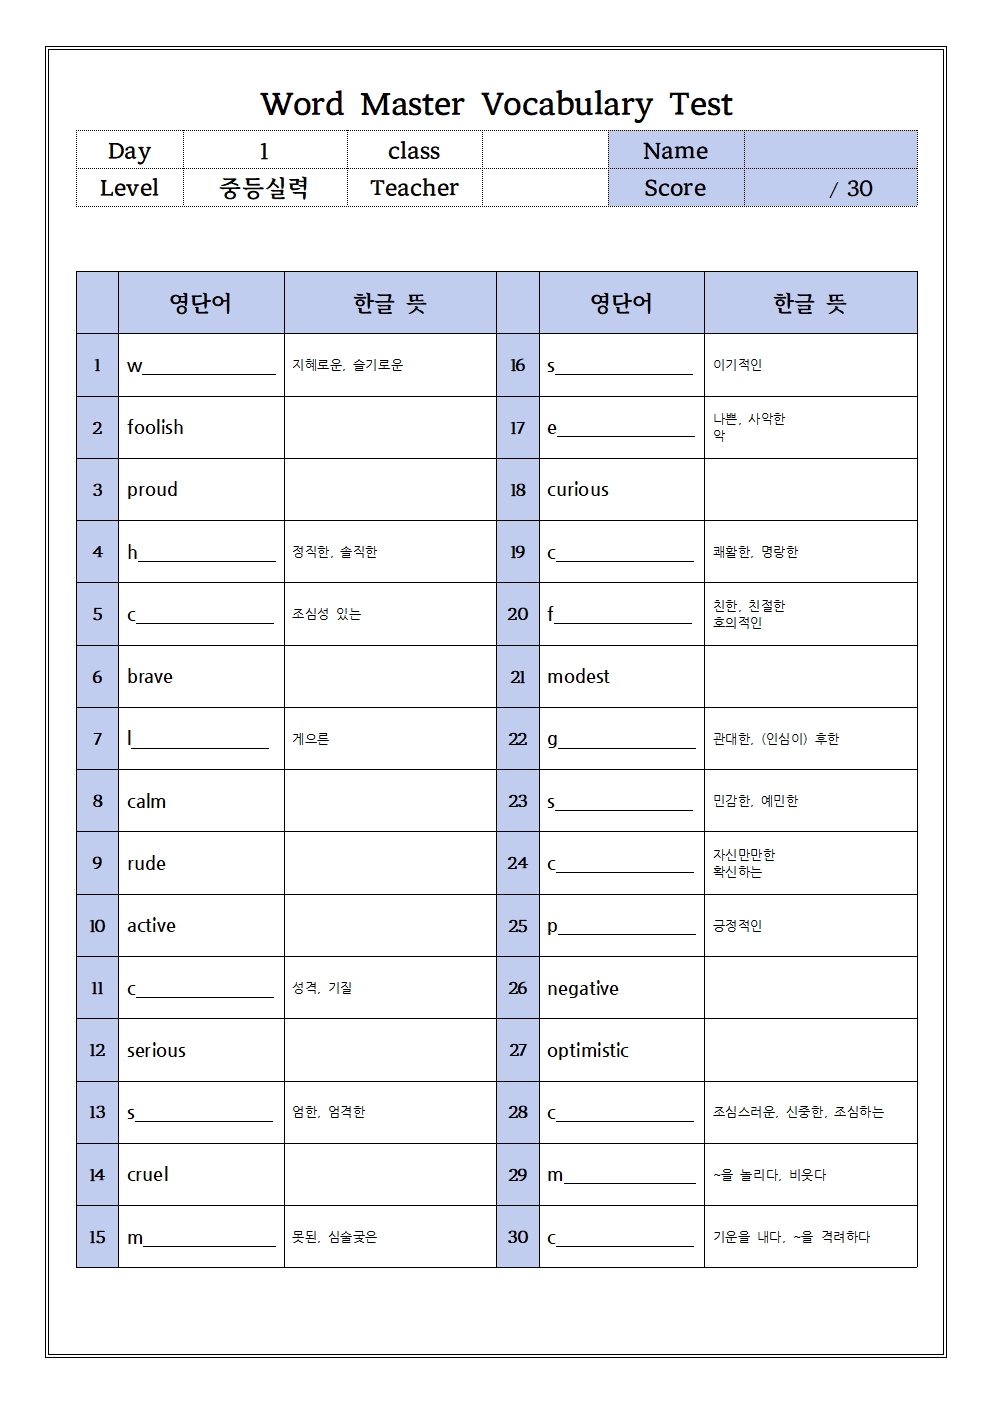 Word Master Vocabulary Test
Day 1 class Name
Level 중등실력 Teacher Score / 30
영단어 한글 뜻 영단어 한글 뜻
1 w______________ 지혜로운, 슬기로운 16 s______________ 이기적인
2 foolish 17 e______________ 나쁜, 사악한
악
3 proud 18 curious
4 h______________ 정직한, 솔직한 19 c______________ 쾌활한, 명랑한
5 c______________ 조심성 있는 20 f______________ 친한, 친절한
호의적인
6 brave 21 modest
7 l______________ 게으른 22 g______________ 관대한, (인심이) 후한
8 calm 23 s______________ 민감한, 예민한
9 rude 24 c______________ 자신만만한
확신하는
10 active 25 p______________ 긍정적인
11 c______________ 성격, 기질 26 negative
12 serious 27 optimistic
13 s______________ 엄한, 엄격한 28 c______________ 조심스러운, 신중한, 조심하는
14 cruel 29 m______________ ~을 놀리다, 비웃다
15 m______________ 못된, 심술궂은 30 c______________ 기운을 내다, ~을 격려하다